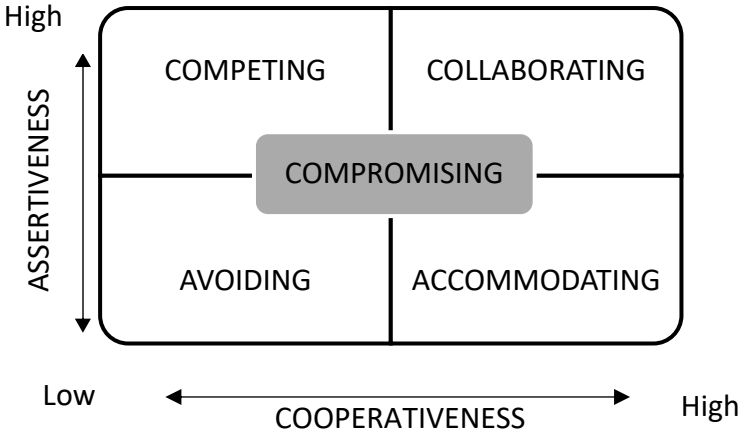 High
COMPETING
COLLABORATING
ASSERTIVENESS
COMPROMISING
AVOIDING
ACCOMMODATING
Low
COOPERATIVENESS
High